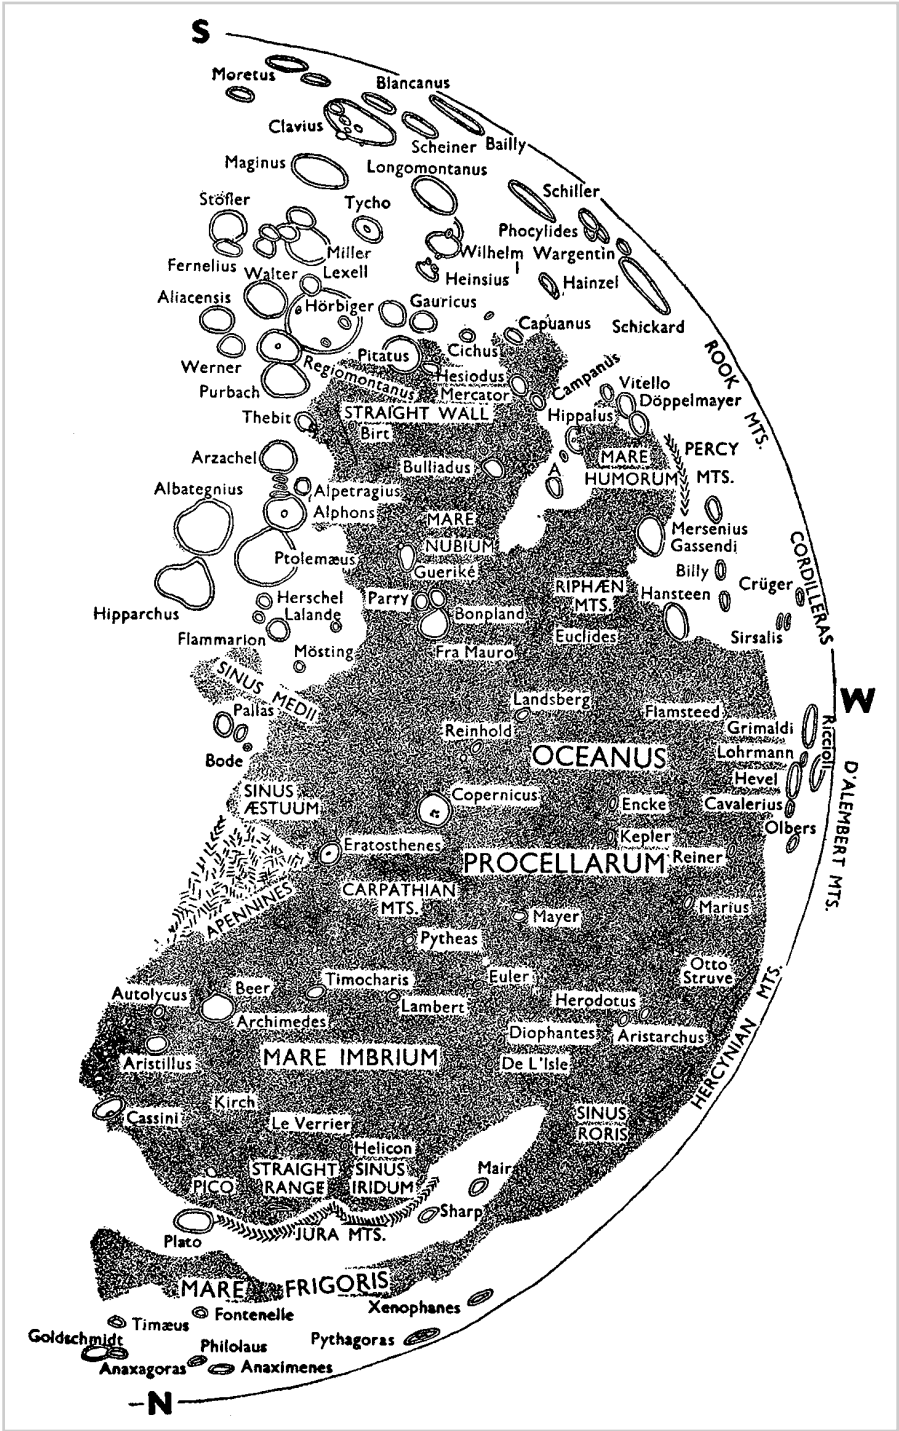 S
Moretus
Blancanus
Clavius
Scheiner
Bailly
Maginus
Longomontanus
Schiller
Stöfler
Tycho
Phocylides
Miller
Wilhelm I
Wargentin
Fernelius
Walter
Lexell
Heinsius
Hainzel
Aliacensis
Hörbiger
Gauricus
Capuanus
Schickard
Werner
Pitatus
Cichus
ROOK MTS.
Regiomontanus
Hesiodus
Campanus
Vitello
Purbach
Mercator
Döppelmayer
Thebit
STRAIGHT WALL
Hippalus
Birt
PERCY
MTS.
Arzachel
Bulliadus
A
MARE
HUMORUM
Albategnius
Alpetragius
Alphons
MARE
NUBIUM
Mersenius
Gassendi
Ptolemæus
Gueriké
Billy
CORDILLERAS
Crüger
Hipparchus
Herschel
Lalande
Parry
RIPHÆN
MTS.
Hansteen
Bonpland
Flammarion
Euclides
Sirsalis
Mösting
Fra Mauro
SINUS MEDII
W
Pallas
Landsberg
Flamsteed
Grimaldi
Riccioli
Reinhold
Lohrmann
Bode
OCEANUS
Hevel
D'ALEMBERT MTS.
SINUS
ÆSTUUM
Copernicus
Encke
Cavalerius
Olbers
Eratosthenes
Kepler
PROCELLARUM
Reiner
APENNINES
CARPATHIAN
MTS.
Marius
Mayer
Pytheas
Otto
Struve
Euler
Timocharis
Beer
Autolycus
Lambert
Herodotus
HERCYNIAN MTS.
Archimedes
Diophantes
Aristarchus
Aristillus
MARE IMBRIUM
De L'Isle
Cassini
Kirch
SINUS
RORIS
Le Verrier
Helicon
PICO
STRAIGHT
RANGE
SINUS
IRIDUM
Mair
Sharp
Plato
JURA MTS.
MARE FRIGORIS
Xenophanes
Fontenelle
Timæus
Goldschmidt
Philolaus
Pythagoras
Anaxagoras
Anaximenes
N